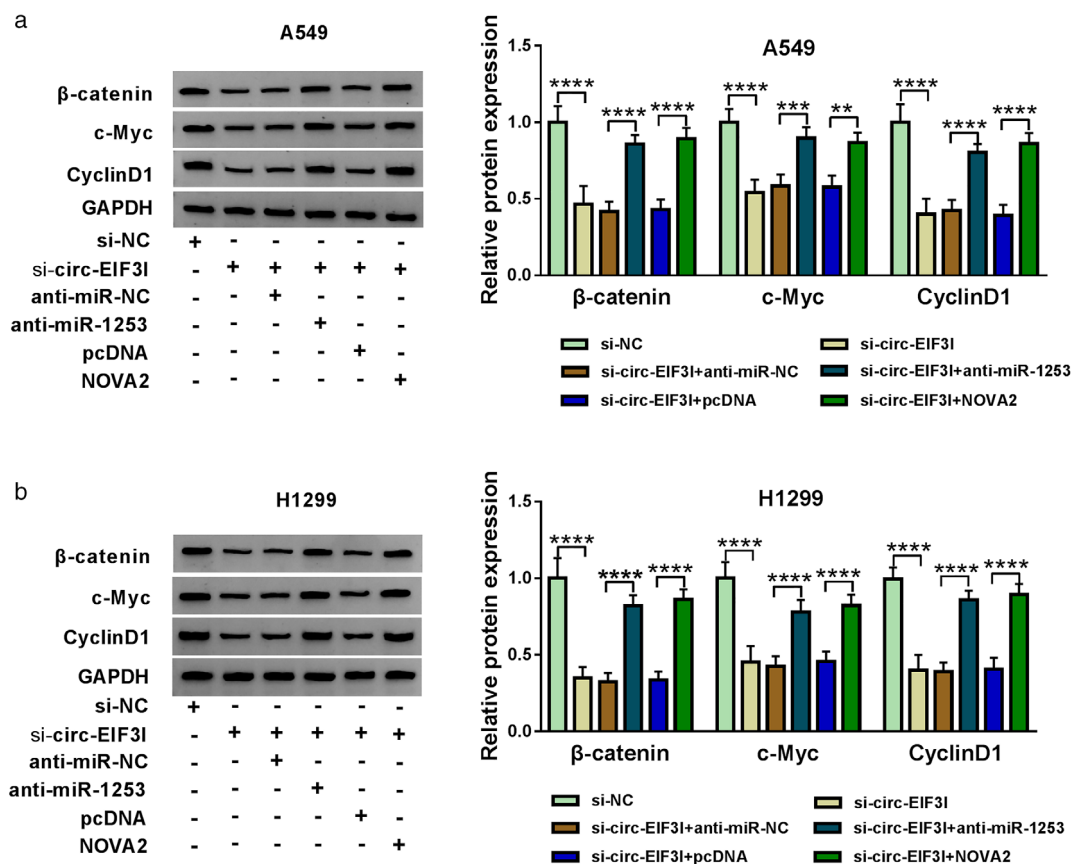 a
A549
β-catenin
c-Myc
CyclinD1
GAPDH
si-NC + - - - - -
si-circ-EIF3I - + + + + +
anti-miR-NC - - + - - -
anti-miR-1253 - - - + - -
pcDNA - - - - + -
NOVA2 - - - - - +
A549
Relative protein expression
1.5
1.0
0.5
0.0
**** **** **** **** *** ** **** **** ****
β-catenin c-Myc CyclinD1
si-NC si-circ-EIF3I
si-circ-EIF3I+anti-miR-NC si-circ-EIF3I+anti-miR-1253
si-circ-EIF3I+pcDNA si-circ-EIF3I+NOVA2
b
H1299
β-catenin
c-Myc
CyclinD1
GAPDH
si-NC + - - - - -
si-circ-EIF3I - + + + + +
anti-miR-NC - - + - - -
anti-miR-1253 - - - + - -
pcDNA - - - - + -
NOVA2 - - - - - +
H1299
Relative protein expression
1.5
1.0
0.5
0.0
**** **** **** **** **** **** **** **** ****
β-catenin c-Myc CyclinD1
si-NC si-circ-EIF3I
si-circ-EIF3I+anti-miR-NC si-circ-EIF3I+anti-miR-1253
si-circ-EIF3I+pcDNA si-circ-EIF3I+NOVA2